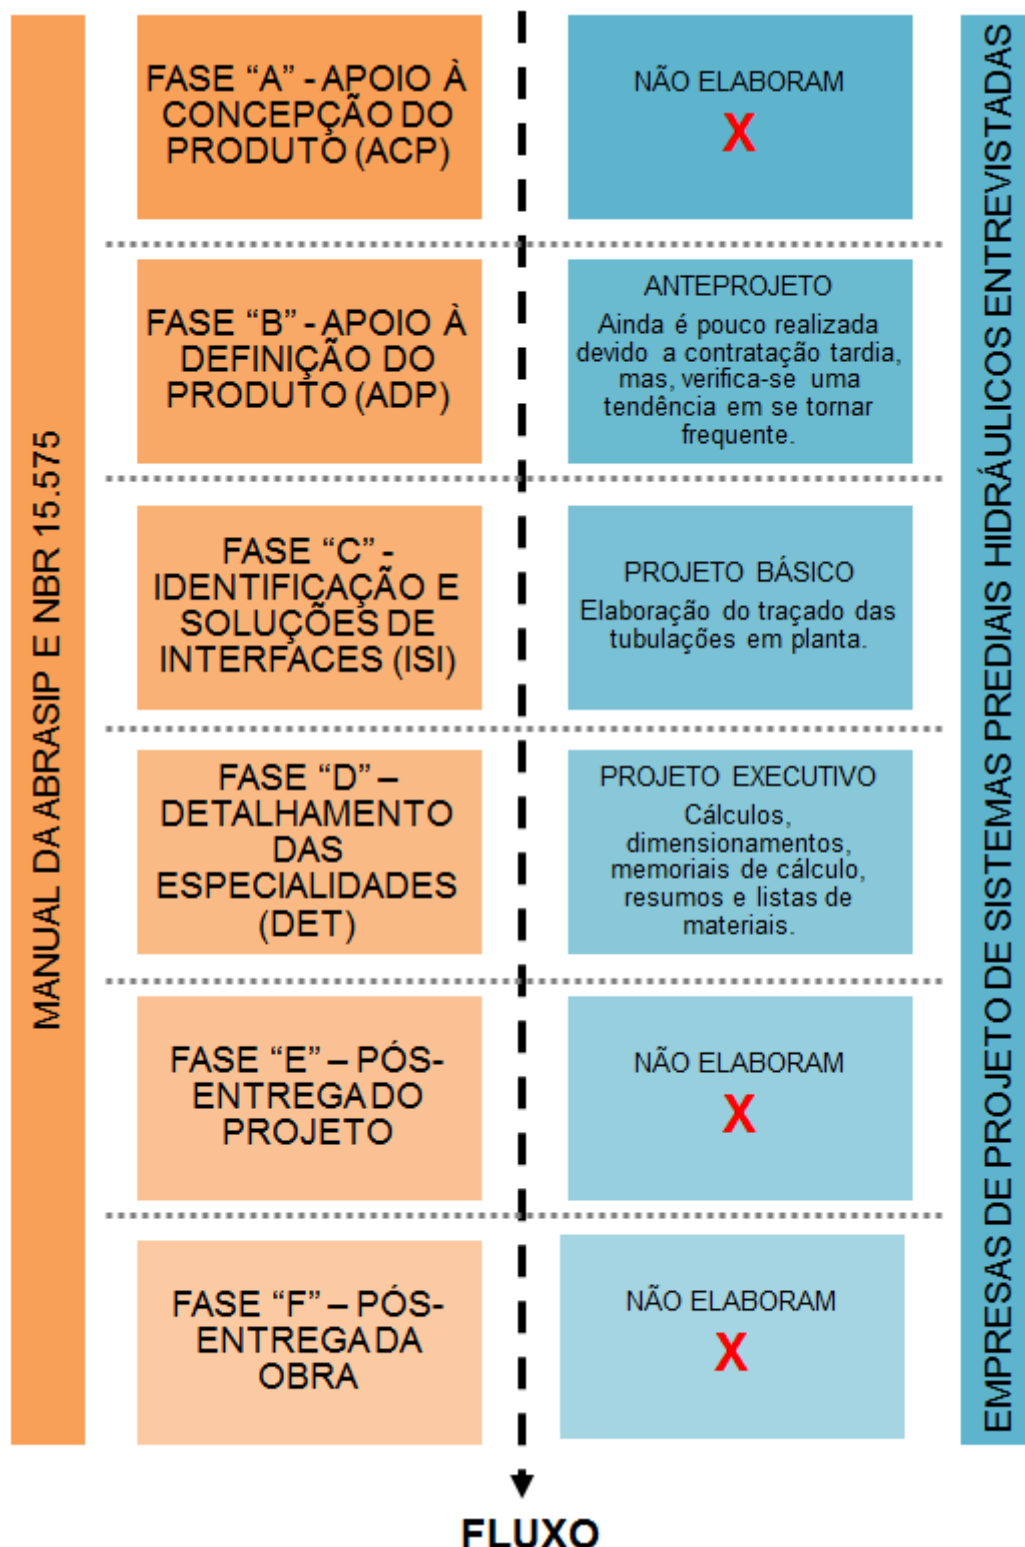 MANUAL DA ABRASIP E NBR 15.575
FASE “A” - APOIO À
CONCEPÇÃO DO
PRODUTO (ACP)
NÃO ELABORAM
X
FASE “B” - APOIO À
DEFINIÇÃO DO
PRODUTO (ADP)
ANTEPROJETO
Ainda é pouco realizada
devido a contratação tardia,
mas, verifica-se uma
tendência em se tornar
frequente.
FASE “C” -
IDENTIFICAÇÃO E
SOLUÇÕES DE
INTERFACES (ISI)
PROJETO BÁSICO
Elaboração do traçado das
tubulações em planta.
FASE “D” –
DETALHAMENTO
DAS
ESPECIALIDADES
(DET)
PROJETO EXECUTIVO
Cálculos,
dimensionamentos,
memoriais de cálculo,
resumos e listas de
materiais.
FASE “E” – PÓS-
ENTREGA DO
PROJETO
NÃO ELABORAM
X
FASE “F” – PÓS-
ENTREGA DA
OBRA
NÃO ELABORAM
X
EMPRESAS DE PROJETO DE SISTEMAS PREDIAIS HIDRÁULICOS ENTREVISTADAS
FLUXO